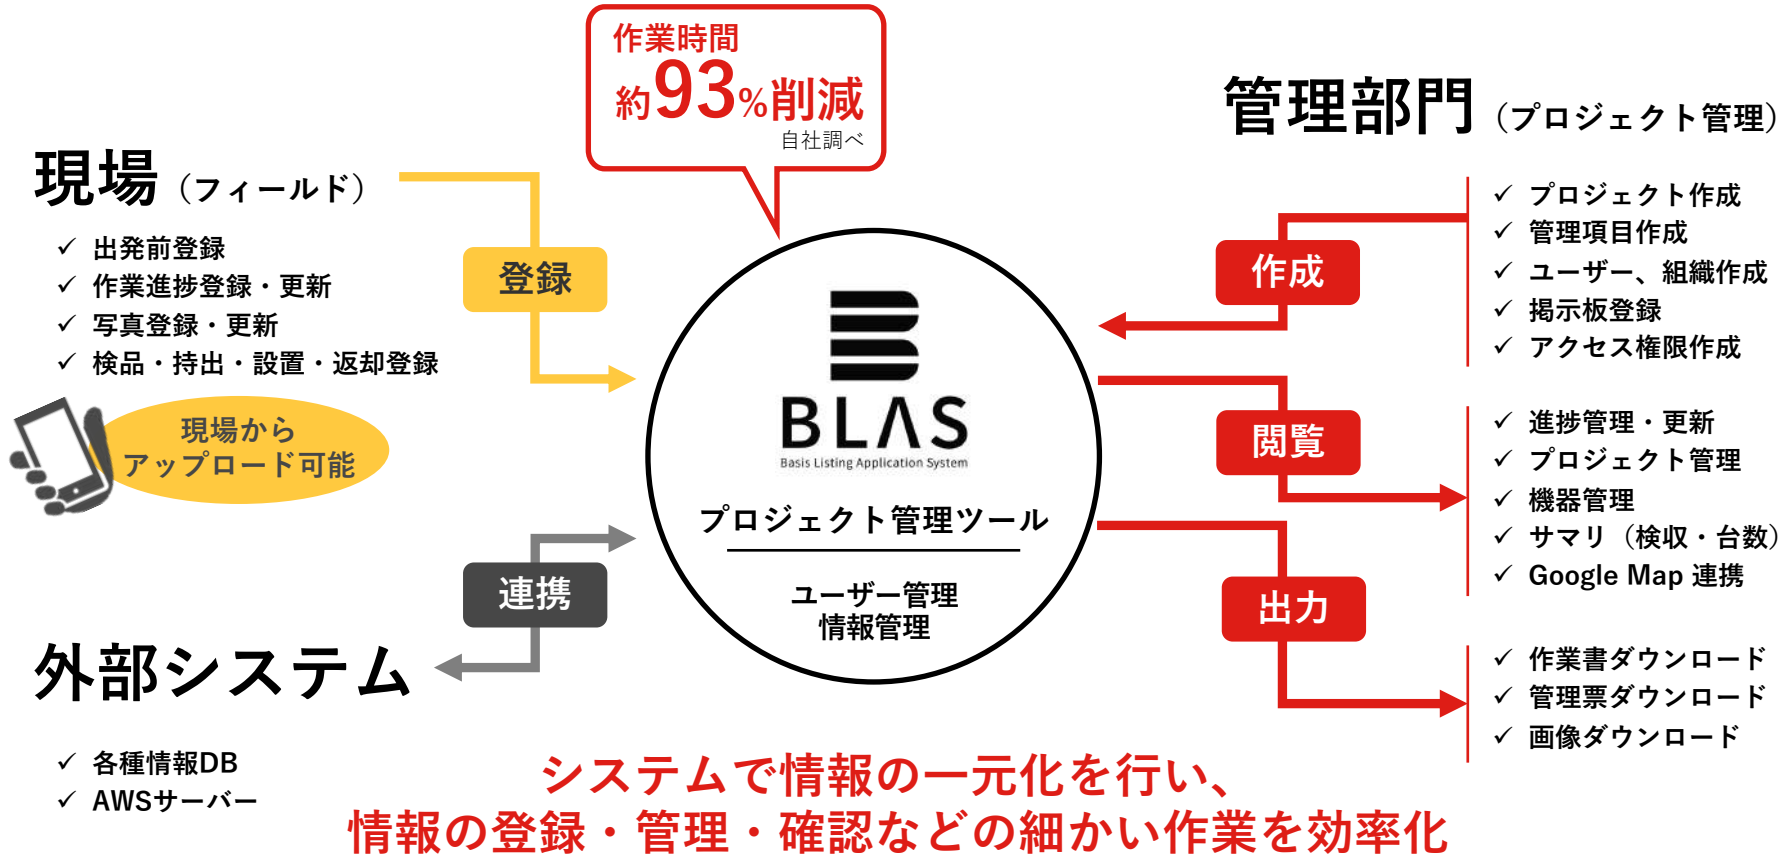 作業時間
約93%削減
自社調べ
現場（フィールド）
✓ 出発前登録
✓ 作業進捗登録・更新
✓ 写真登録・更新
✓ 検品・持出・設置・返却登録
現場から
アップロード可能
登録
連携
外部システム
✓ 各種情報DB
✓ AWSサーバー
BLAS
Basis Listing Application System
プロジェクト管理ツール
ユーザー管理
情報管理
管理部門（プロジェクト管理）
作成
✓ プロジェクト作成
✓ 管理項目作成
✓ ユーザー、組織作成
✓ 掲示板登録
✓ アクセス権限作成
閲覧
✓ 進捗管理・更新
✓ プロジェクト管理
✓ 機器管理
✓ サマリ（検収・台数）
✓ Google Map 連携
出力
✓ 作業書ダウンロード
✓ 管理票ダウンロード
✓ 画像ダウンロード
システムで情報の一元化を行い、
情報の登録・管理・確認などの細かい作業を効率化